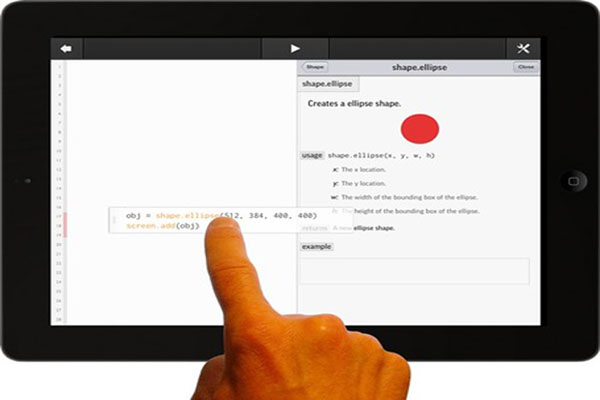 Shape
shape.ellipse
Close
shape.ellipse
Creates a ellipse shape.
usage shape.ellipse(x, y, w, h)
x: The x location.
y: The y location.
w: The width of the bounding box of the ellipse.
h: The height of the bounding box of the ellipse.
obj = shape.ellipse(512, 384, 400, 400)
screen.add(obj)
returns A new ellipse shape.
example